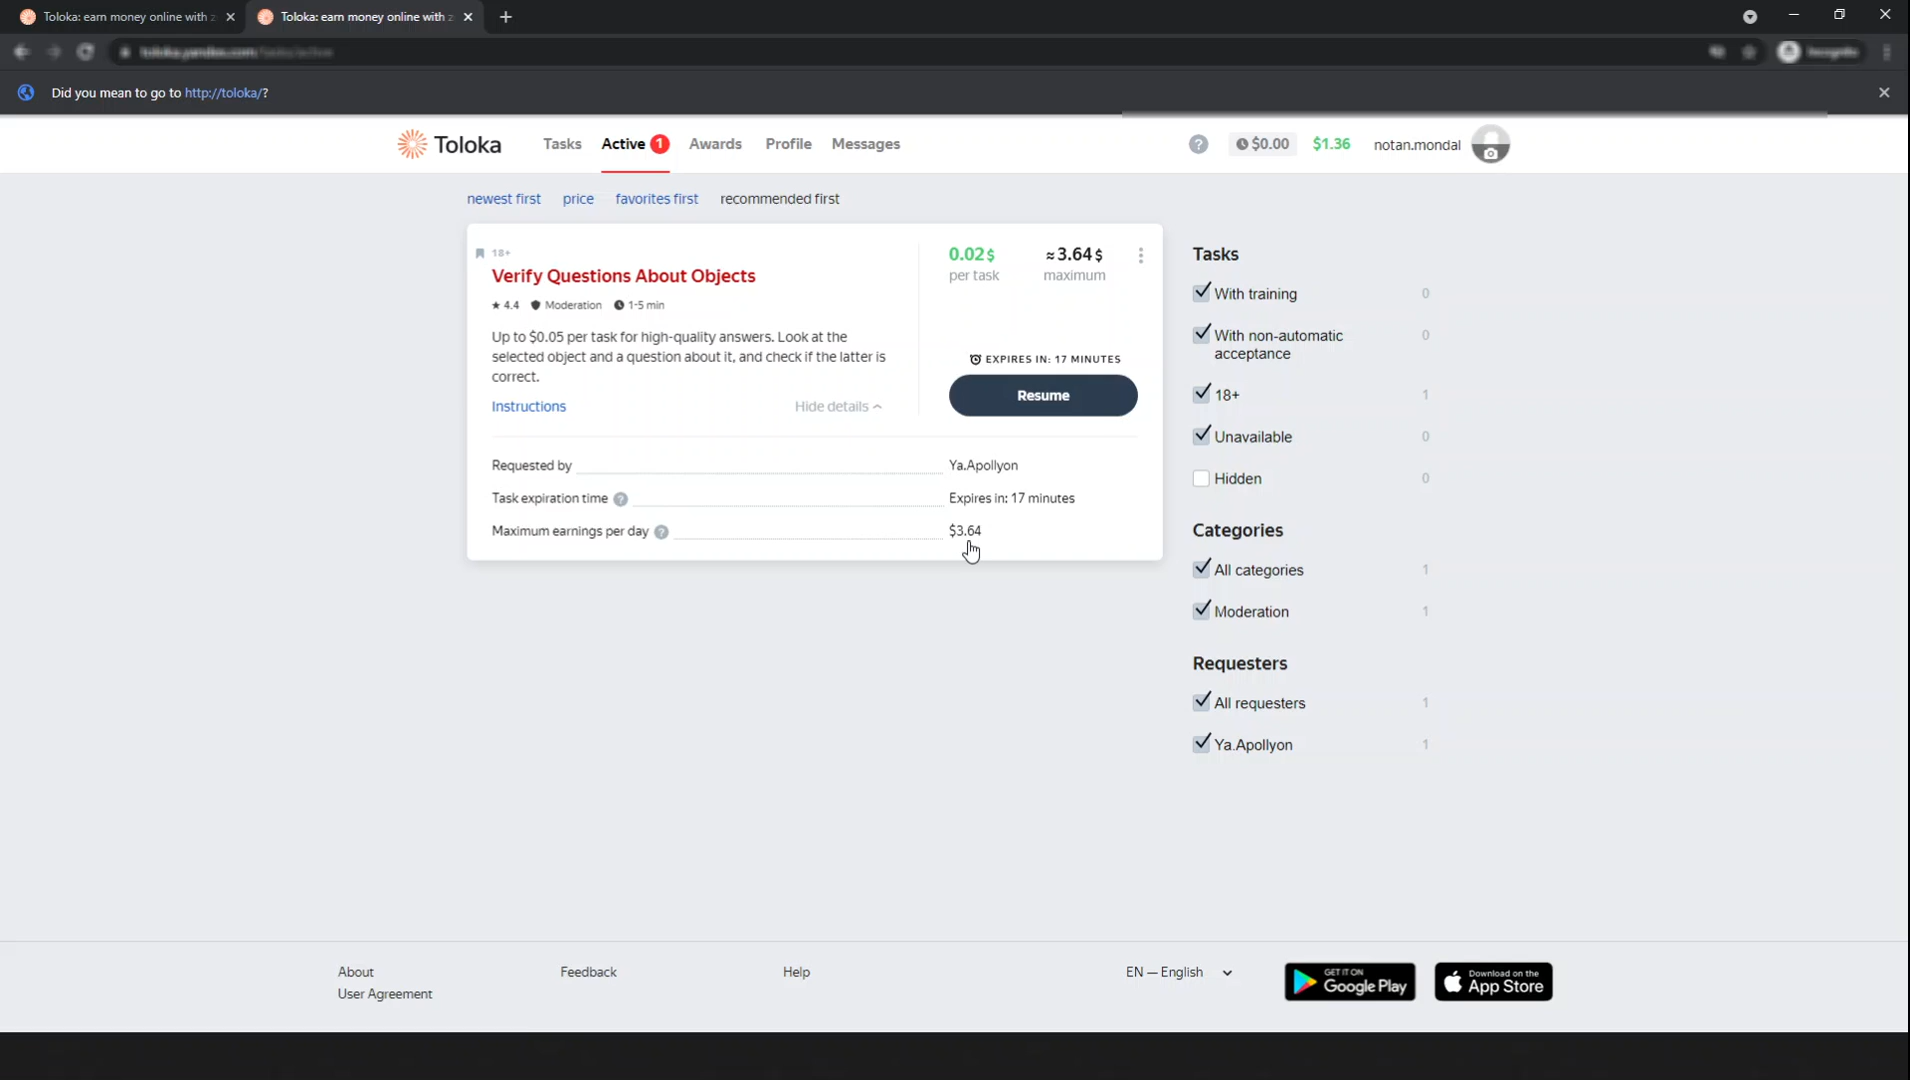 Toloka: earn money online with
Toloka: earn money online with
Did you mean to go to http://toloka/?
Toloka
Tasks Active 1 Awards Profile Messages
? $0.00 $1.36 notan.mondal
newest first price favorites first recommended first
18+
Verify Questions About Objects
4.4 Moderation 1-5 min
Up to $0.05 per task for high-quality answers. Look at the
selected object and a question about it, and check if the latter is
correct.
Instructions Hide details
0.02$ ≈3.64$
per task maximum
EXPIRES IN: 17 MINUTES
Resume
Requested by Ya.Apollyon
Task expiration time ? Expires in: 17 minutes
Maximum earnings per day ? $3.64
Tasks
With training 0
With non-automatic 0
acceptance
18+ 1
Unavailable 0
Hidden 0
Categories
All categories 1
Moderation 1
Requesters
All requesters 1
Ya.Apollyon 1
About Feedback Help EN — English
User Agreement
GET IT ON
Google Play
Download on the
App Store